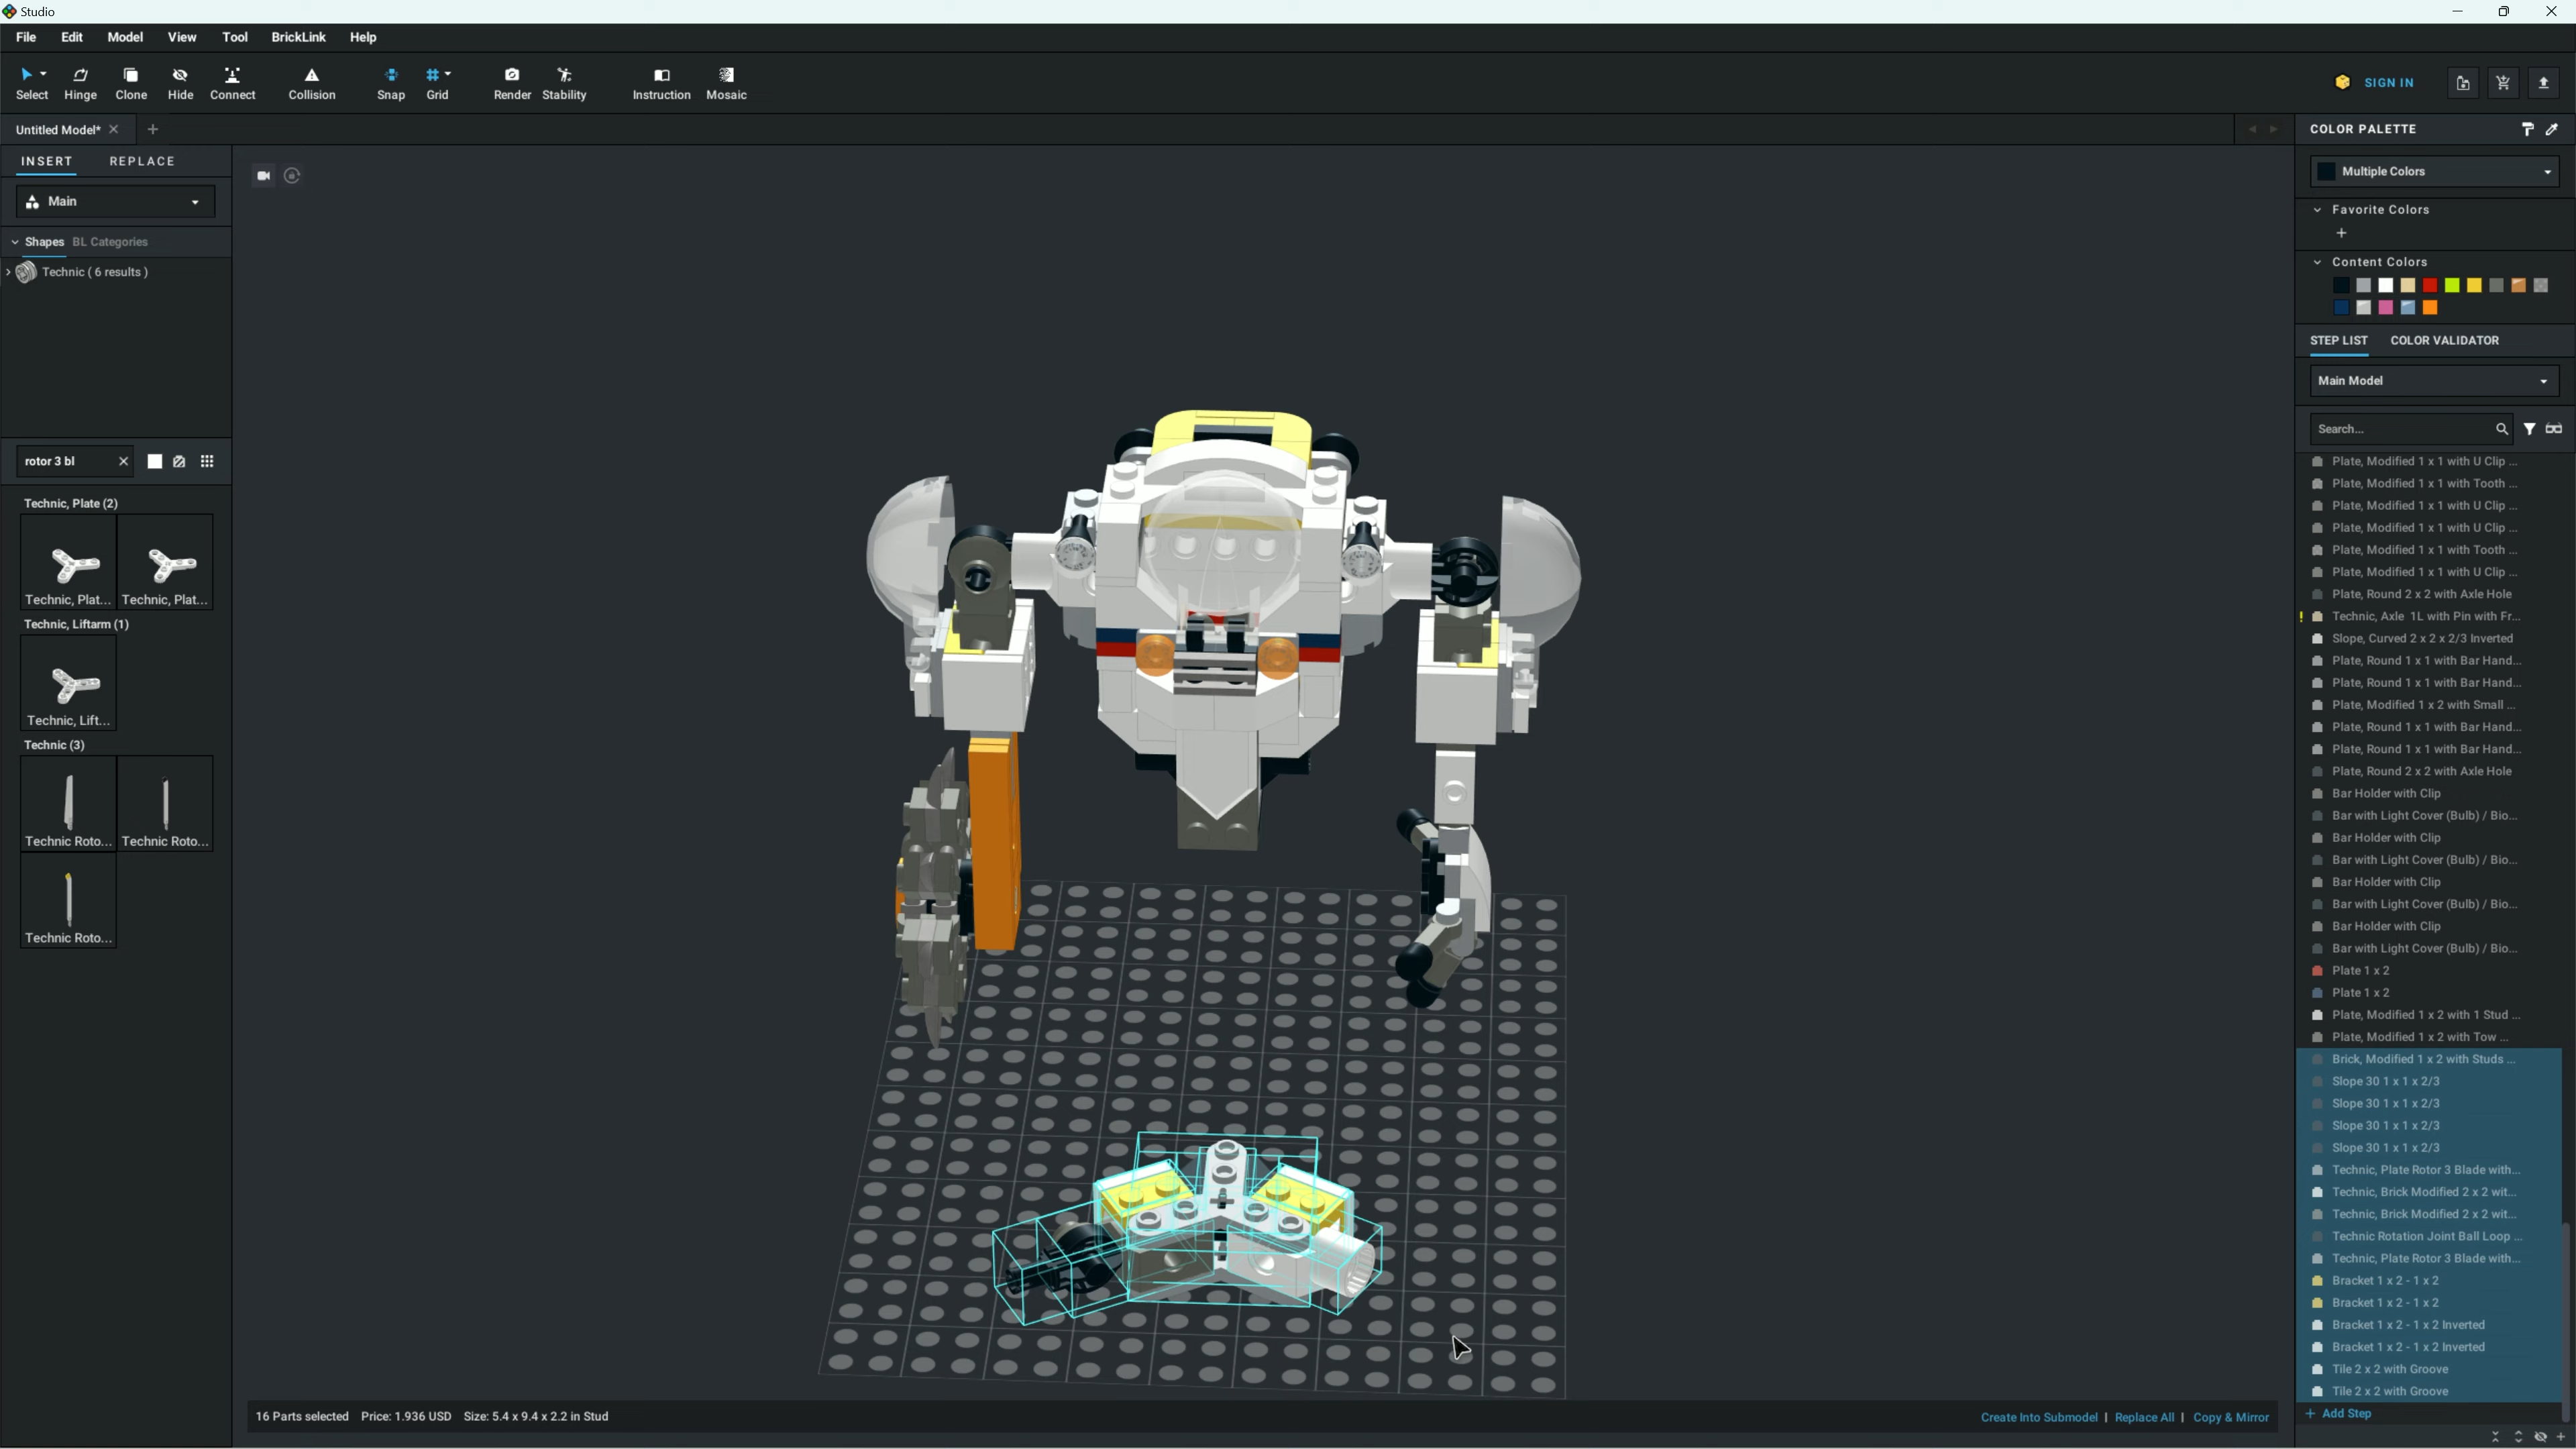 Studio
File Edit Model View Tool BrickLink Help
Select Hinge Clone Hide Connect Collision Snap Grid Render Stability Instruction Mosaic
SIGN IN
Untitled Model*
INSERT REPLACE
Main
Shapes BL Categories
Technic ( 6 results )
rotor 3 bl
Technic, Plate (2)
Technic, Plat... Technic, Plat...
Technic, Liftarm (1)
Technic, Lift...
Technic (3)
Technic Roto... Technic Roto...
Technic Roto...
16 Parts selected Price: 1.936 USD Size: 5.4 x 9.4 x 2.2 in Stud
Create Into Submodel | Replace All | Copy & Mirror
COLOR PALETTE
Multiple Colors
Favorite Colors
+
Content Colors
STEP LIST COLOR VALIDATOR
Main Model
Search...
Plate, Modified 1 x 1 with U Clip ...
Plate, Modified 1 x 1 with Tooth ...
Plate, Modified 1 x 1 with U Clip ...
Plate, Modified 1 x 1 with U Clip ...
Plate, Modified 1 x 1 with Tooth ...
Plate, Modified 1 x 1 with U Clip ...
Plate, Round 2 x 2 with Axle Hole
! Technic, Axle 1L with Pin with Fr...
Slope, Curved 2 x 2 x 2/3 Inverted
Plate, Round 1 x 1 with Bar Hand...
Plate, Round 1 x 1 with Bar Hand...
Plate, Modified 1 x 2 with Small ...
Plate, Round 1 x 1 with Bar Hand...
Plate, Round 1 x 1 with Bar Hand...
Plate, Round 2 x 2 with Axle Hole
Bar Holder with Clip
Bar with Light Cover (Bulb) / Bio...
Bar Holder with Clip
Bar with Light Cover (Bulb) / Bio...
Bar Holder with Clip
Bar with Light Cover (Bulb) / Bio...
Bar Holder with Clip
Bar with Light Cover (Bulb) / Bio...
Plate 1 x 2
Plate 1 x 2
Plate, Modified 1 x 2 with 1 Stud ...
Plate, Modified 1 x 2 with Tow ...
Brick, Modified 1 x 2 with Studs ...
Slope 30 1 x 1 x 2/3
Slope 30 1 x 1 x 2/3
Slope 30 1 x 1 x 2/3
Slope 30 1 x 1 x 2/3
Technic, Plate Rotor 3 Blade with...
Technic, Brick Modified 2 x 2 wit...
Technic, Brick Modified 2 x 2 wit...
Technic Rotation Joint Ball Loop ...
Technic, Plate Rotor 3 Blade with...
Bracket 1 x 2 - 1 x 2
Bracket 1 x 2 - 1 x 2
Bracket 1 x 2 - 1 x 2 Inverted
Bracket 1 x 2 - 1 x 2 Inverted
Tile 2 x 2 with Groove
Tile 2 x 2 with Groove
+ Add Step